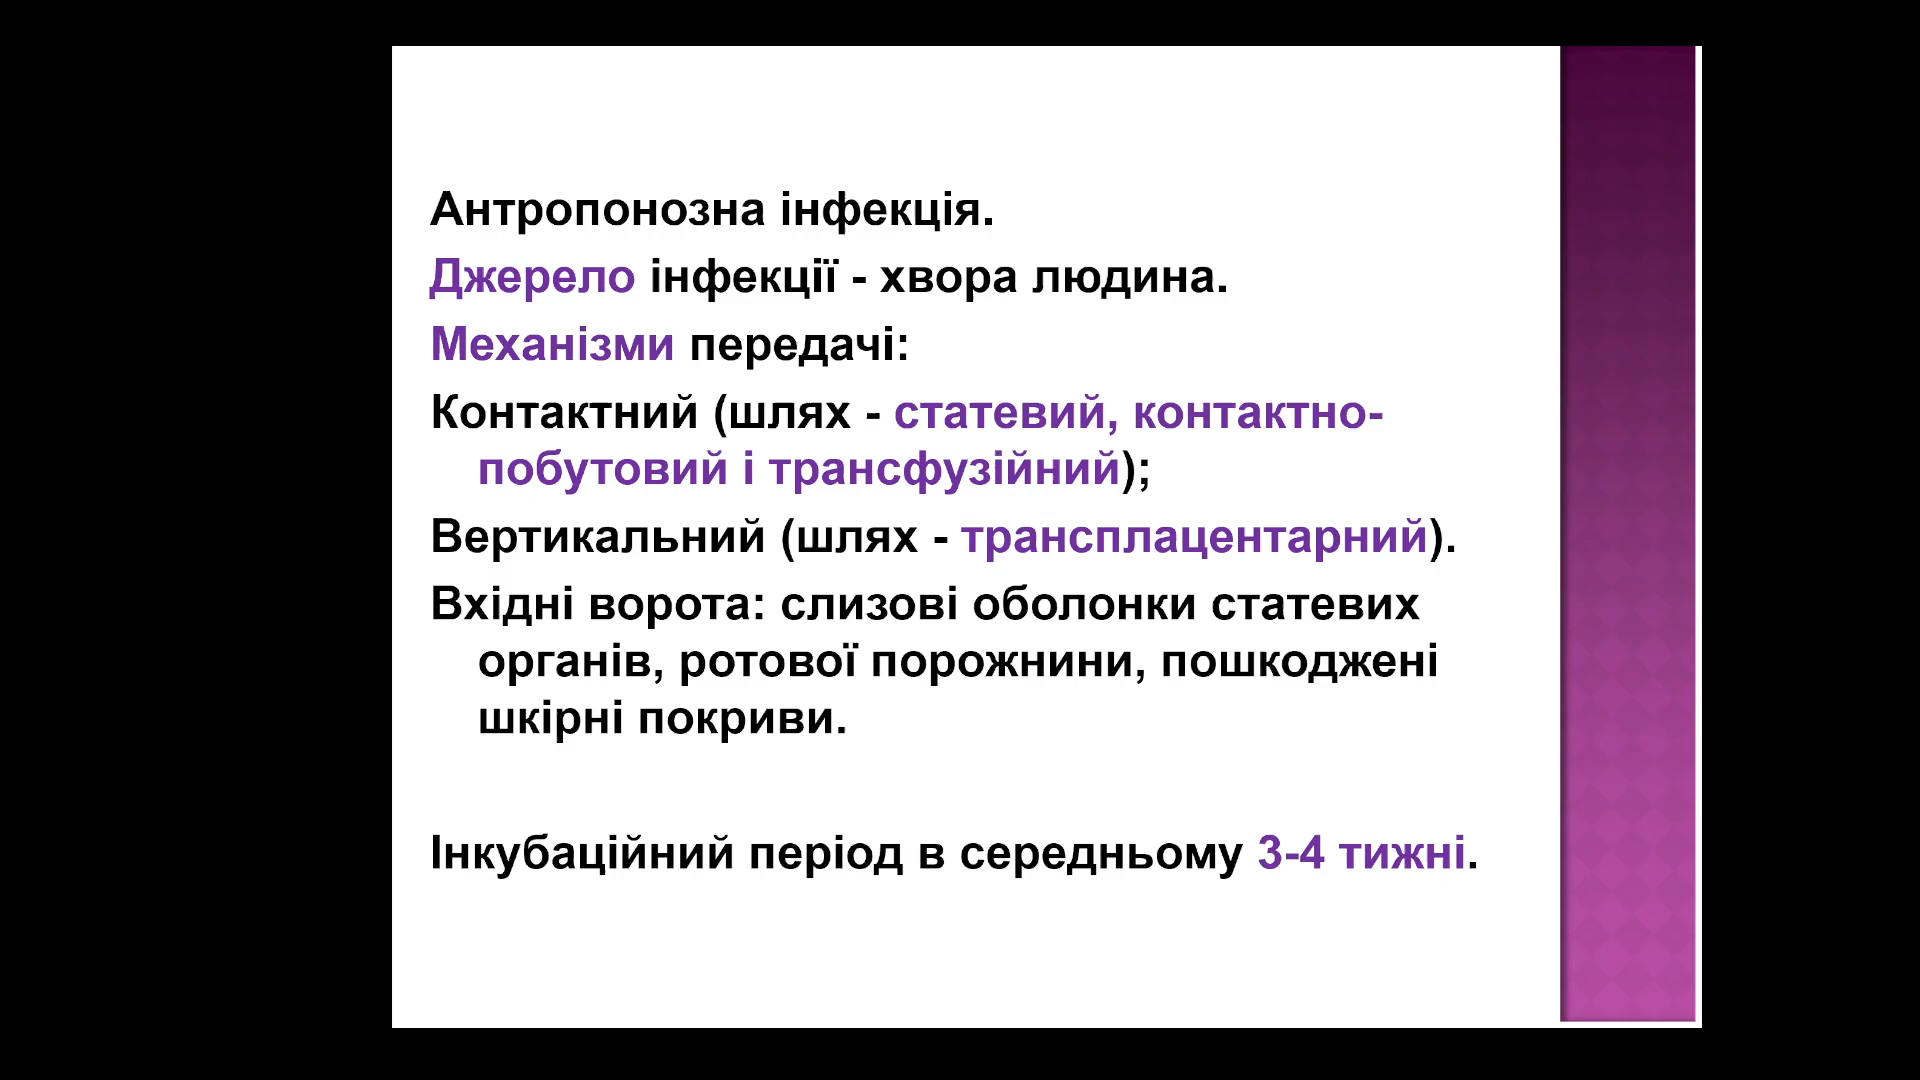 Антропонозна інфекція.
Джерело інфекції - хвора людина.
Механізми передачі:
Контактний (шлях - статевий, контактно-
побутовий і трансфузійний);
Вертикальний (шлях - трансплацентарний).
Вхідні ворота: слизові оболонки статевих
органів, ротової порожнини, пошкоджені
шкірні покриви.
Інкубаційний період в середньому 3-4 тижні.